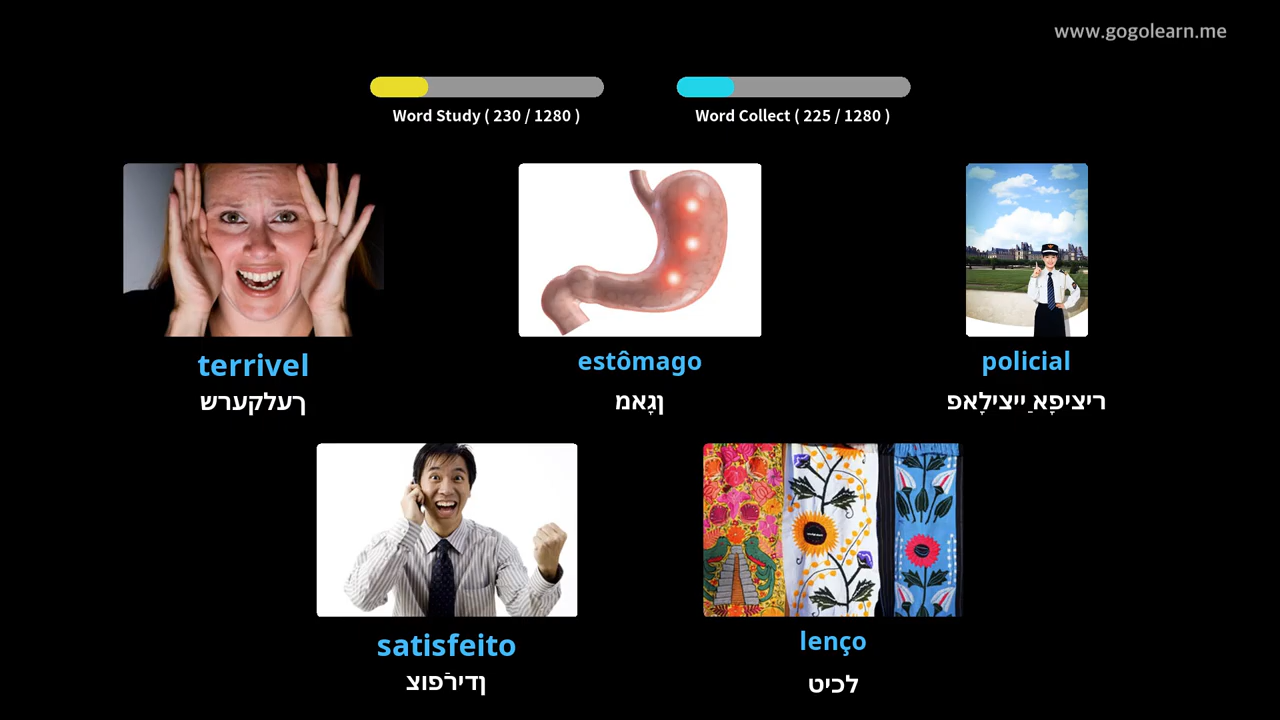 www.gogolearn.me
Word Study ( 230 / 1280 )
Word Collect ( 225 / 1280 )
terrivel
ךעלקערש
estômago
ןגָאמ
policial
ריציפָא ַייצילָאפ
satisfeito
ןדירֿפוצ
lenço
לכיט